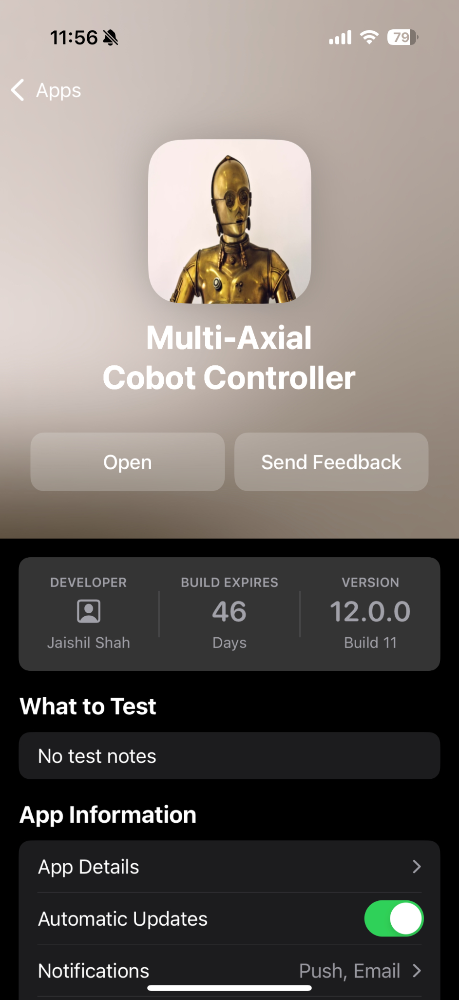 11:56
79
Apps
Multi-Axial
Cobot Controller
Open
Send Feedback
DEVELOPER
Jaishil Shah
BUILD EXPIRES
46
Days
VERSION
12.0.0
Build 11
What to Test
No test notes
App Information
App Details
Automatic Updates
Notifications
Push, Email